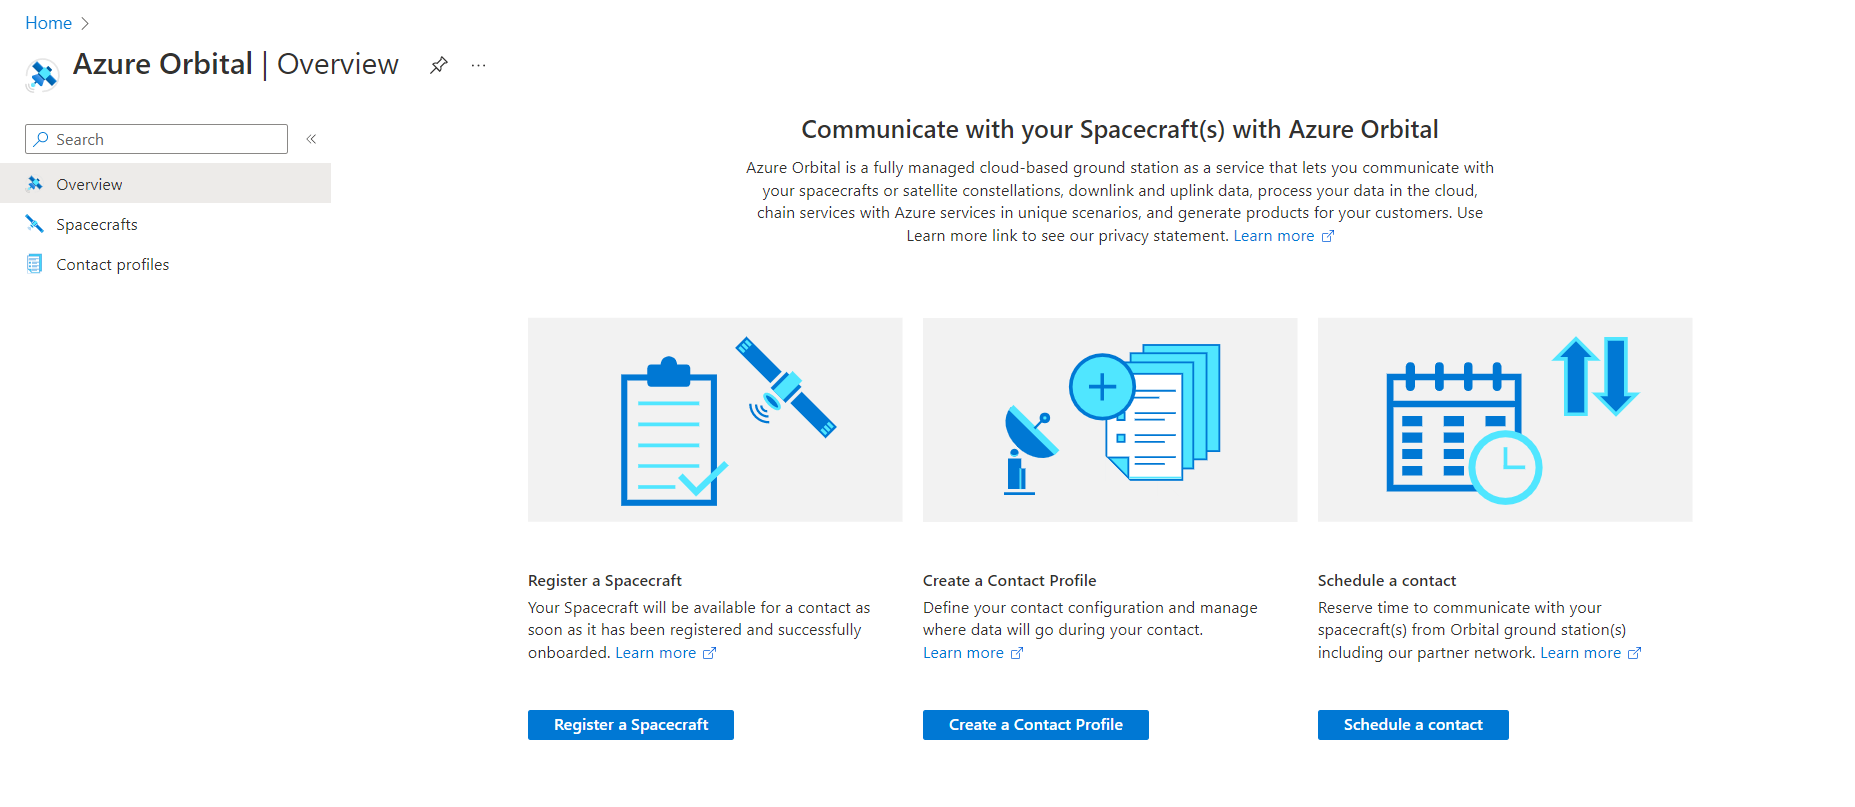 Home
Azure Orbital | Overview
Search
Overview
Spacecrafts
Contact profiles
Communicate with your Spacecraft(s) with Azure Orbital
Azure Orbital is a fully managed cloud-based ground station as a service that lets you communicate with
your spacecrafts or satellite constellations, downlink and uplink data, process your data in the cloud,
chain services with Azure services in unique scenarios, and generate products for your customers. Use
Learn more link to see our privacy statement. Learn more
Register a Spacecraft
Your Spacecraft will be available for a contact as
soon as it has been registered and successfully
onboarded. Learn more
Register a Spacecraft
Create a Contact Profile
Define your contact configuration and manage
where data will go during your contact.
Learn more
Create a Contact Profile
Schedule a contact
Reserve time to communicate with your
spacecraft(s) from Orbital ground station(s)
including our partner network. Learn more
Schedule a contact